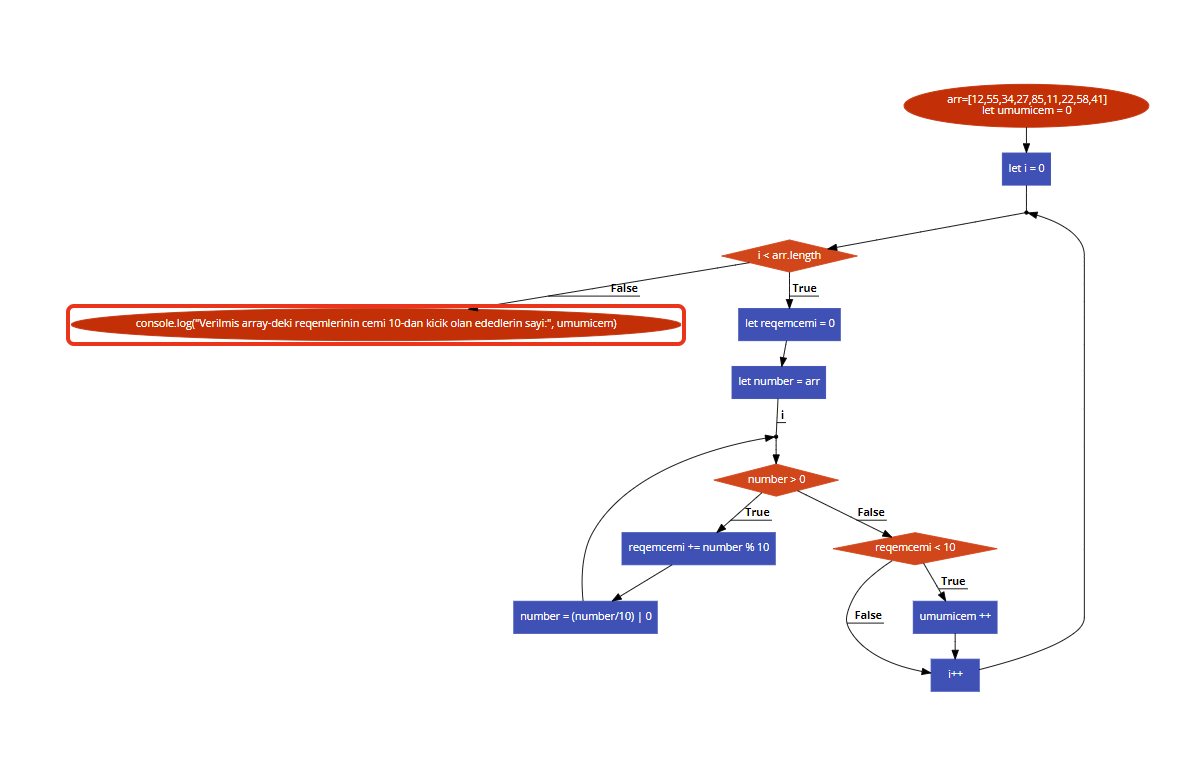 arr=[12,55,34,27,85,11,22,58,41]
let umumicem = 0
let i = 0
i < arr.length
False
True
console.log("Verilmis array-deki reqemlerinin cemi 10-dan kicik olan ededlerin sayi:", umumicem)
let reqemcemi = 0
let number = arr
i
number > 0
True
False
reqemcemi += number % 10
reqemcemi < 10
True
False
number = (number/10) | 0
umumicem ++
i++